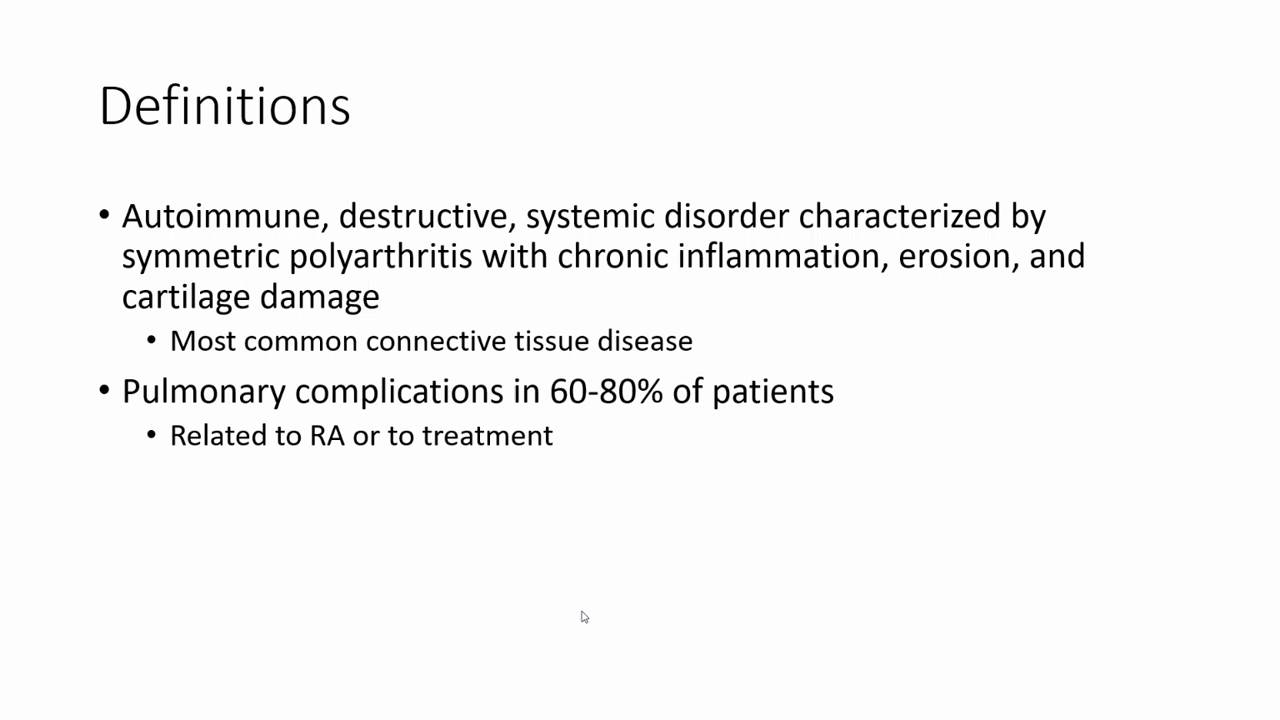 Definitions
• Autoimmune, destructive, systemic disorder characterized by
symmetric polyarthritis with chronic inflammation, erosion, and
cartilage damage
• Most common connective tissue disease
• Pulmonary complications in 60-80% of patients
• Related to RA or to treatment